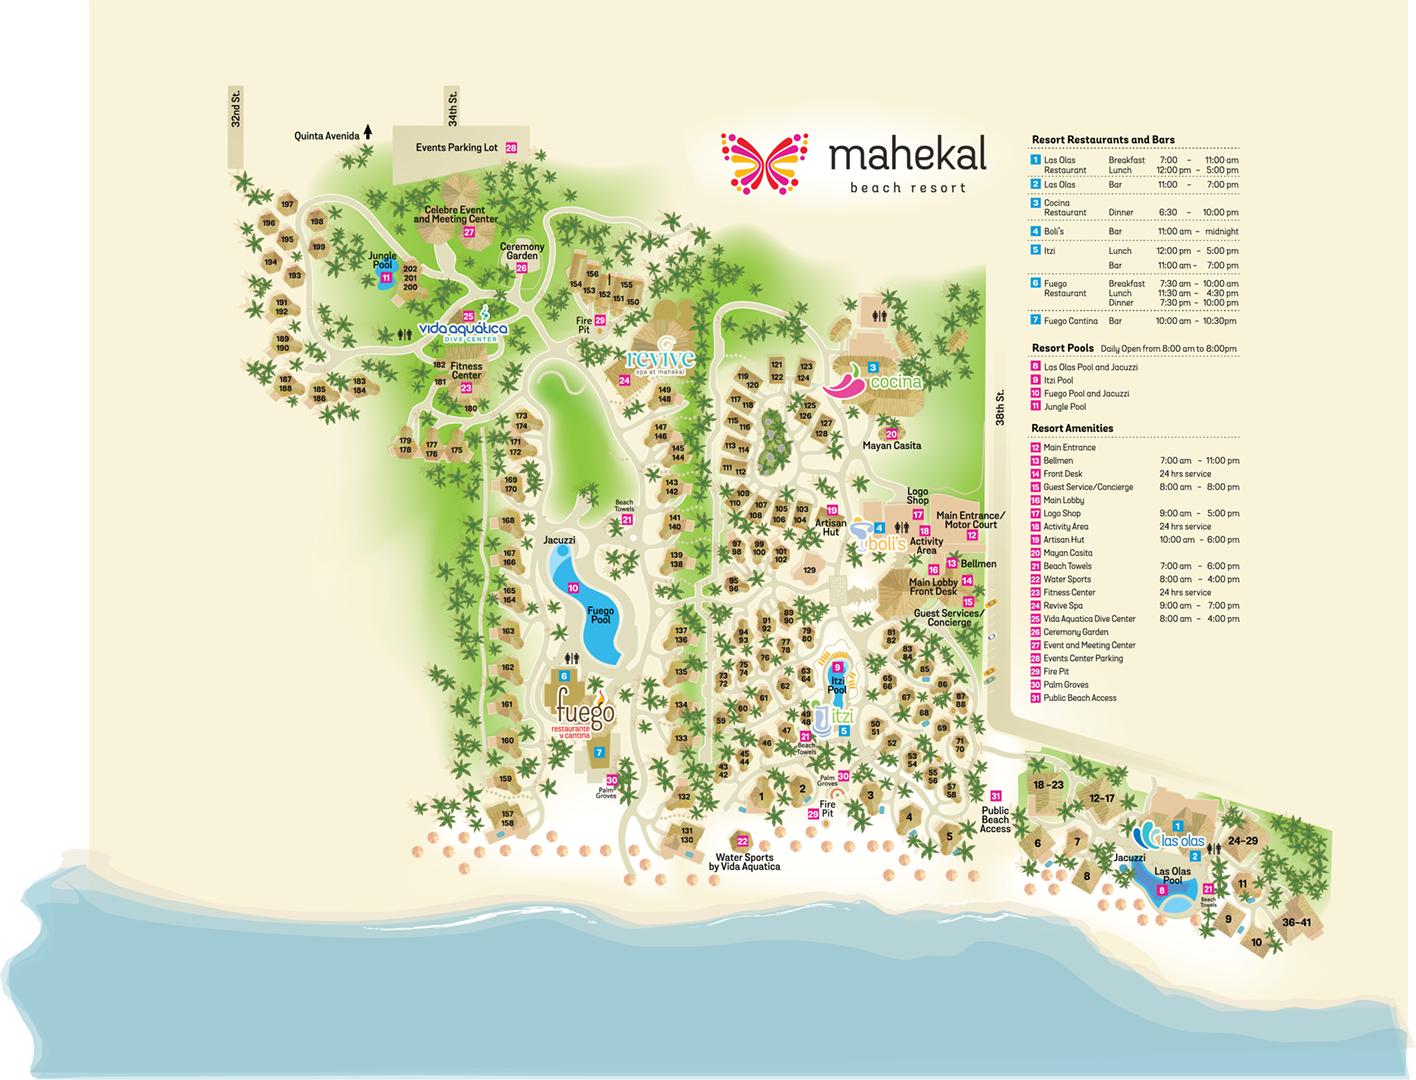 32nd St.
34th St.
Quinta Avenida
Events Parking Lot 28
mahekal
beach resort
Resort Restaurants and Bars
1 Las Olas Restaurant Breakfast 7:00 - 11:00 am
Lunch 12:00 pm - 5:00 pm
2 Las Olas Bar 11:00 - 7:00 pm
3 Cocina
Restaurant Dinner 6:30 - 10:00 pm
4 Boli's Bar 11:00 am - midnight
5 Itzi Lunch 12:00 pm - 5:00 pm
Bar 11:00 am - 7:00 pm
6 Fuego Restaurant Breakfast 7:30 am - 10:00 am
Lunch 11:30 am - 4:30 pm
Dinner 7:30 pm - 10:00 pm
7 Fuego Cantina Bar 10:00 am - 10:30pm
Resort Pools Daily Open from 8:00 am to 8:00pm
8 Las Olas Pool and Jacuzzi
9 Itzi Pool
10 Fuego Pool and Jacuzzi
11 Jungle Pool
Resort Amenities
12 Main Entrance
13 Bellmen 7:00 am - 11:00 pm
14 Front Desk 24 hrs service
15 Guest Service/Concierge 8:00 am - 8:00 pm
16 Main Lobby
17 Logo Shop 9:00 am - 5:00 pm
18 Activity Area 24 hrs service
19 Artisan Hut 10:00 am - 6:00 pm
20 Mayan Casita
21 Beach Towels 7:00 am - 6:00 pm
22 Water Sports 8:00 am - 4:00 pm
23 Fitness Center 24 hrs service
24 Revive Spa 9:00 am - 7:00 pm
25 Vida Aquatica Dive Center 8:00 am - 4:00 pm
26 Ceremony Garden
27 Event and Meeting Center
28 Events Center Parking
29 Fire Pit
30 Palm Groves
31 Public Beach Access
38th St.
197
196
198
195
199
194
193
191
192
189
190
187
188
185
186
183
184
Celebre Event
and Meeting Center
27
Ceremony
Garden
26
Jungle
Pool
11
202
201
200
25
vida aquática
DIVE CENTER
156
154
153
152
155
151
150
Fire
Pit 29
revive
spa at mahekal
24
182
181
Fitness
Center
23
180
179
178
177
176
175
173
174
171
172
169
170
168
167
166
165
164
163
162
161
160
159
157
158
149
148
147
146
145
144
143
142
141
140
139
138
137
136
135
134
133
132
131
130
Beach
Towels
21
Jacuzzi
10
Fuego
Pool
6
fuego
restaurante
y cantina
7
30
Palm
Groves
3
cocina
20
Mayan Casita
121
122
123
124
119
120
117
118
115
116
113
114
111
112
125
126
127
128
109
110
107
108
105
106
103
104
19
Artisan
Hut
97
98
99
100
101
102
95
96
129
4
boli's
Logo
Shop
17
18
Activity
Area
Main Entrance/
Motor Court
12
13 Bellmen
16
14
Main Lobby
Front Desk
15
Guest Services/
Concierge
93
94
91
92
89
90
79
80
77
78
76
75
74
73
72
63
64
62
61
60
59
49
48
47
46
45
44
43
42
9
Itzi
Pool
itzi
5
21
Beach
Towels
81
82
83
84
85
86
87
88
65
66
67
68
69
71
70
50
51
52
53
54
55
56
57
58
1
2
3
4
5
Palm
Groves
30
29
Fire
Pit
22
Water Sports
by Vida Aquatica
31
Public
Beach
Access
18 -23
12-17
6
7
8
1
las olas
2
24-29
Jacuzzi
Las Olas
Pool
8
21
Beach
Towels
11
9
10
36-41